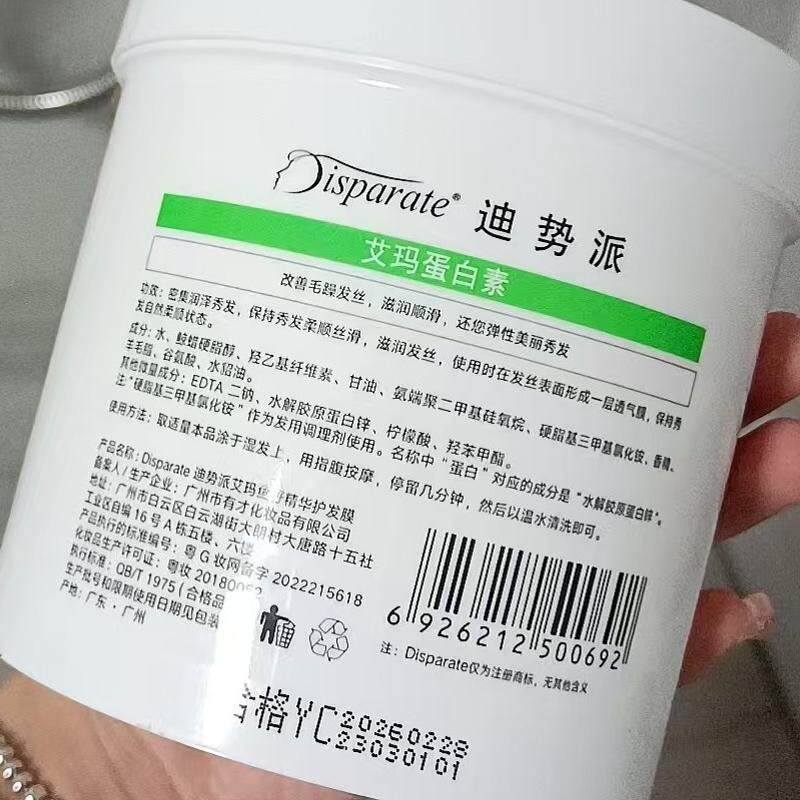 Disparate® 迪势派
艾玛蛋白素
改善毛躁发丝，滋润顺滑，还您弹性美丽秀发
功效：密集润泽秀发，保持秀发柔顺丝滑，滋润发丝，使用时在发丝表面形成一层透气膜，保持秀
发自然柔顺状态。
成分：水、鲸蜡硬脂醇、羟乙基纤维素、甘油、氨端聚二甲基硅氧烷、硬脂基三甲基氯化铵，香精、
羊毛脂、谷氨酸、水貂油。
其他微量成分：EDTA 二钠、水解胶原蛋白锌、柠檬酸、羟苯甲酯。
注“硬脂基三甲基氯化铵”作为发用调理剂使用。名称中“蛋白”对应的成分是“水解胶原蛋白锌”。
使用方法：取适量本品涂于湿发上，用指腹按摩，停留几分钟，然后以温水清洗即可。
产品名称：Disparate 迪势派艾玛鱼 精华护发膜
备案人/生产企业：广州市有才化妆品有限公司
地址：广州市白云区白云湖街大朗村大唐路十五社
工业区自编 16 号 A 栋五楼、六楼
产品执行的标准编号：粤 G 妆网备字 2022215618
化妆品生产许可证：粤妆 20180052
执行标准：QB/T 1975 (合格品
生产批号和限期使用日期见包装
产地：广东·广州
6 926212 500692
注：Disparate仅为注册商标，无其他含义
合格YC20260228
23030101